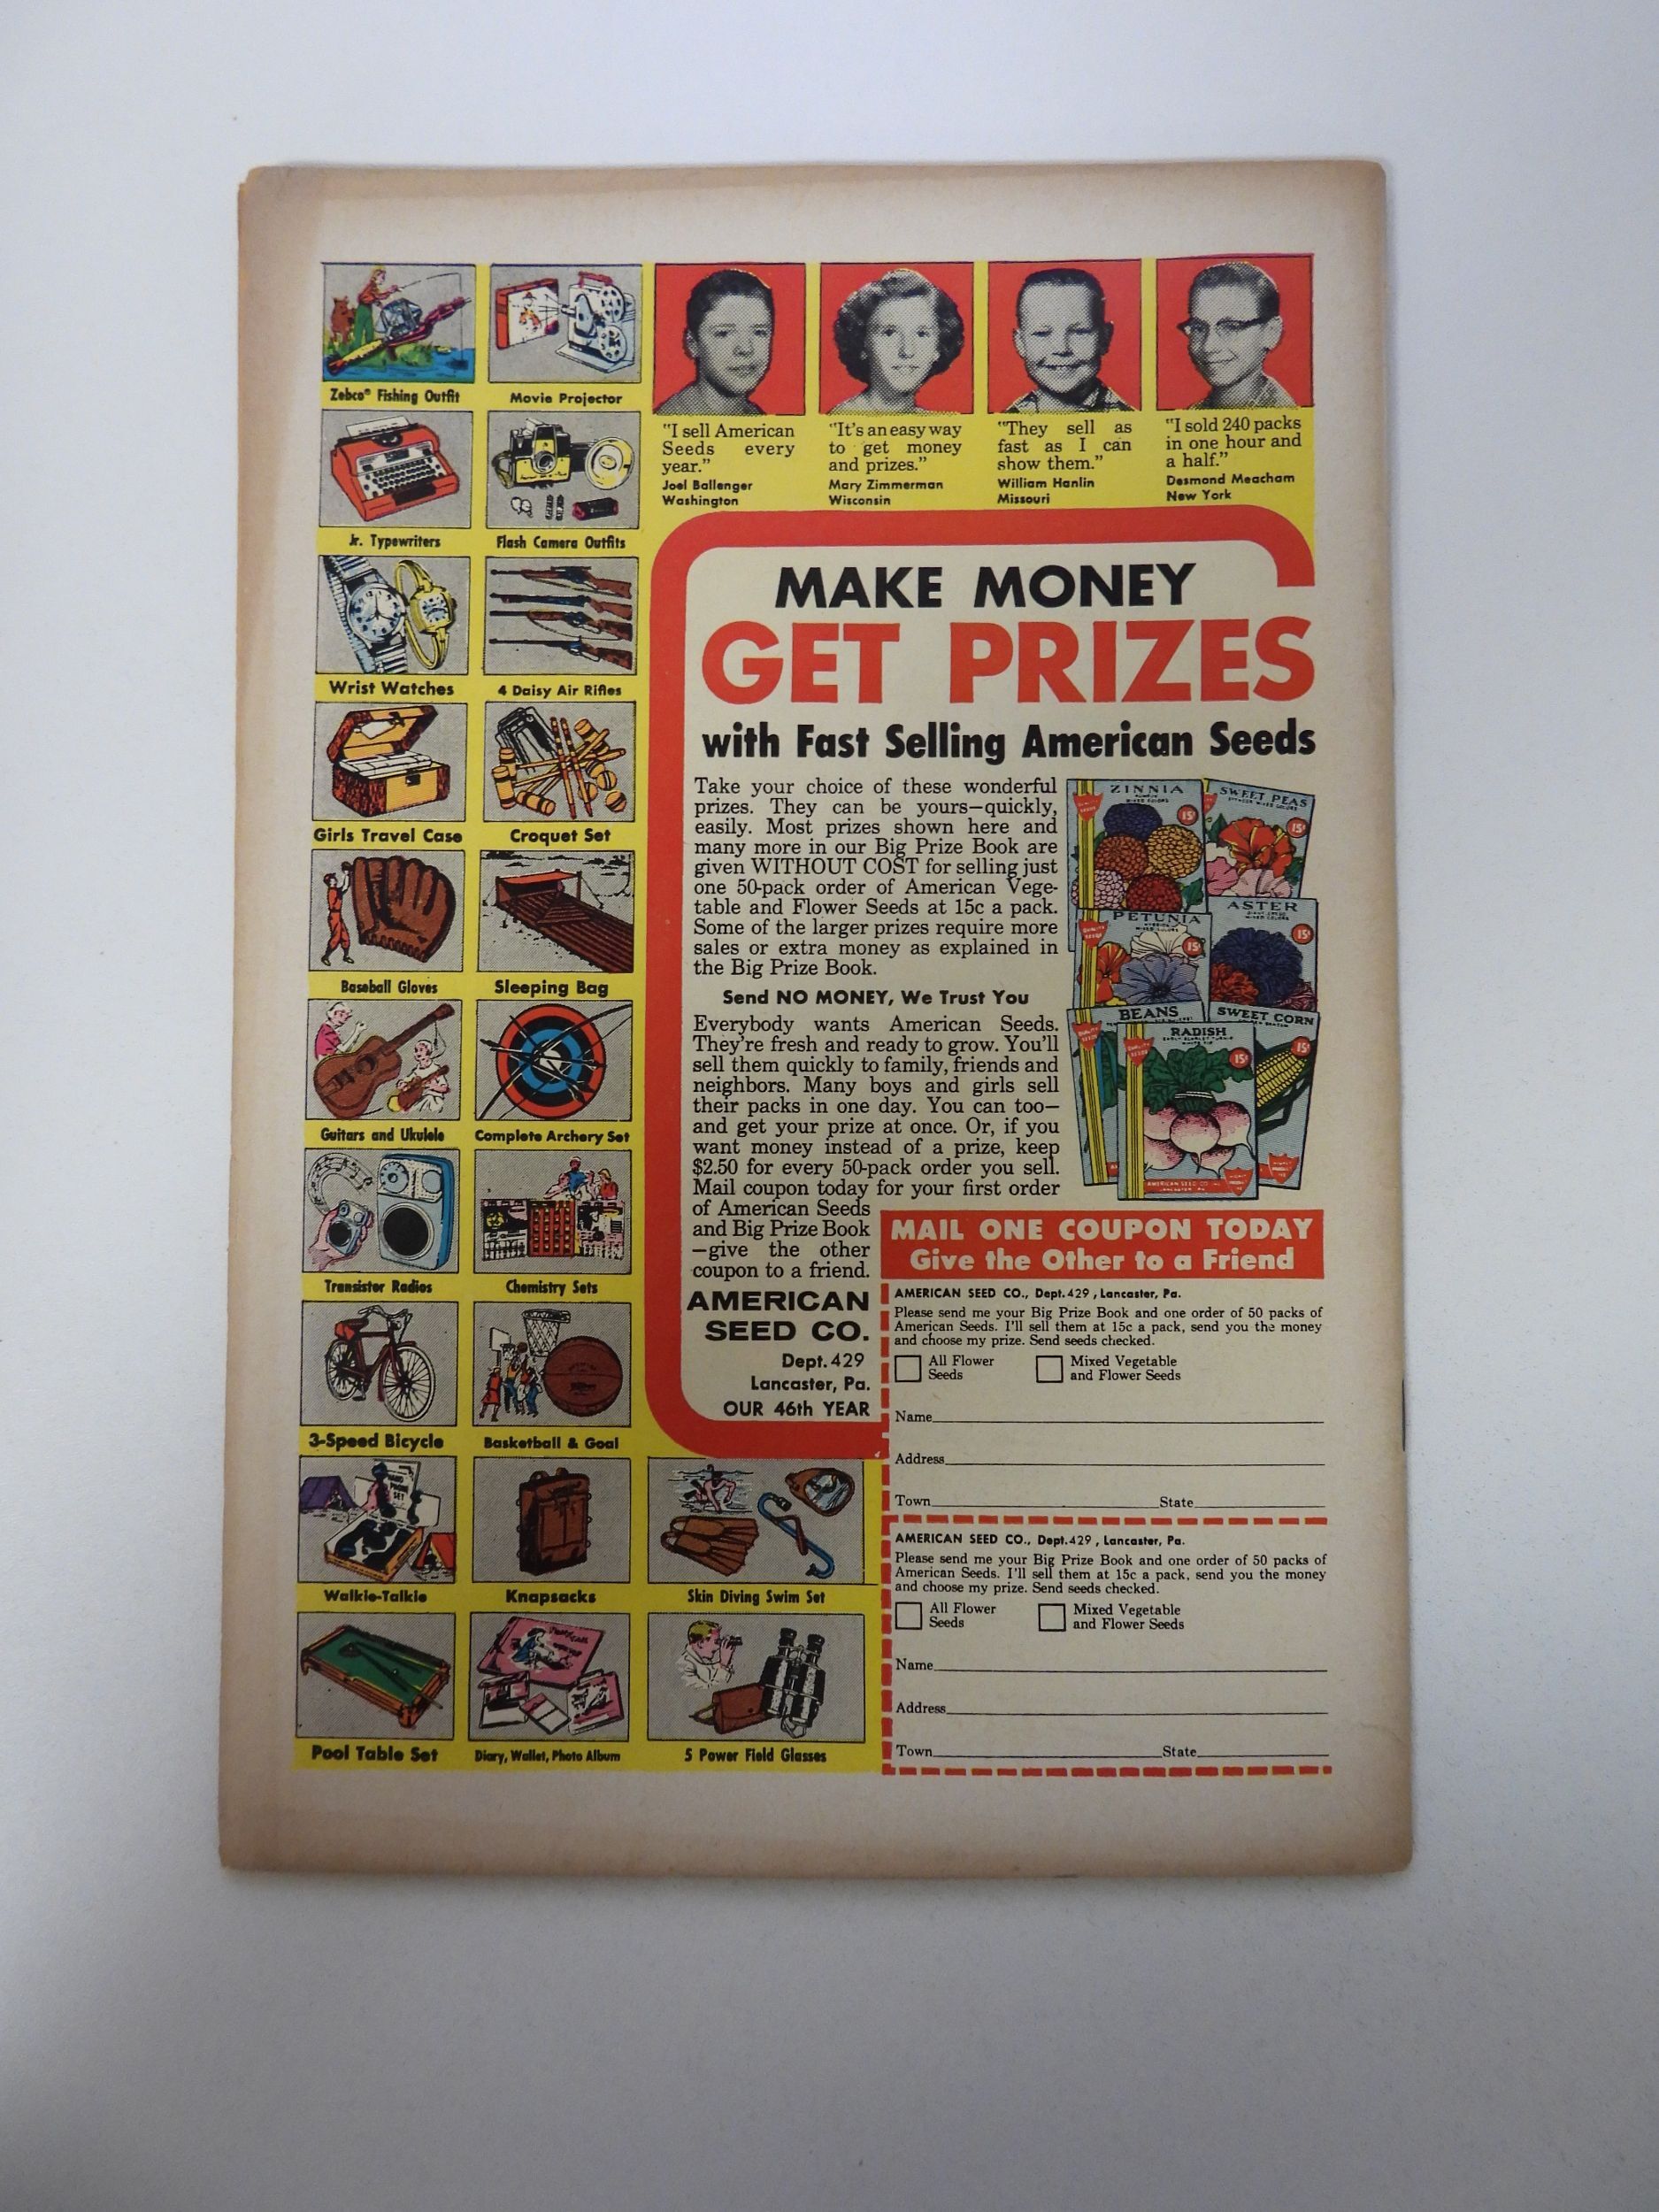 Zebco® Fishing Outfit
Movie Projector
Jr. Typewriters
Flash Camera Outfits
Wrist Watches
4 Daisy Air Rifles
Girls Travel Case
Croquet Set
Baseball Gloves
Sleeping Bag
Guitars and Ukulele
Complete Archery Set
Transistor Radios
Chemistry Sets
3-Speed Bicycle
Basketball & Goal
Walkie-Talkie
Knapsacks
Skin Diving Swim Set
Pool Table Set
Diary, Wallet, Photo Album
5 Power Field Glasses
"I sell American
Seeds every
year."
Joel Ballenger
Washington
"It's an easy way
to get money
and prizes."
Mary Zimmerman
Wisconsin
"They sell as
fast as I can
show them."
William Hanlin
Missouri
"I sold 240 packs
in one hour and
a half."
Desmond Meacham
New York
MAKE MONEY
GET PRIZES
with Fast Selling American Seeds
Take your choice of these wonderful
prizes. They can be yours—quickly,
easily. Most prizes shown here and
many more in our Big Prize Book are
given WITHOUT COST for selling just
one 50-pack order of American Vege-
table and Flower Seeds at 15c a pack.
Some of the larger prizes require more
sales or extra money as explained in
the Big Prize Book.
Send NO MONEY, We Trust You
Everybody wants American Seeds.
They're fresh and ready to grow. You'll
sell them quickly to family, friends and
neighbors. Many boys and girls sell
their packs in one day. You can too—
and get your prize at once. Or, if you
want money instead of a prize, keep
$2.50 for every 50-pack order you sell.
Mail coupon today for your first order
of American Seeds
and Big Prize Book
—give the other
coupon to a friend.
AMERICAN
SEED CO.
Dept. 429
Lancaster, Pa.
OUR 46th YEAR
ZINNIA
15¢
SWEET PEAS
15¢
PETUNIA
15¢
ASTER
15¢
BEANS
RADISH
15¢
SWEET CORN
15¢
MAIL ONE COUPON TODAY
Give the Other to a Friend
AMERICAN SEED CO., Dept. 429, Lancaster, Pa.
Please send me your Big Prize Book and one order of 50 packs of
American Seeds. I'll sell them at 15c a pack, send you the money
and choose my prize. Send seeds checked.
All Flower
Seeds
Mixed Vegetable
and Flower Seeds
Name
Address
Town State
AMERICAN SEED CO., Dept. 429, Lancaster, Pa.
Please send me your Big Prize Book and one order of 50 packs of
American Seeds. I'll sell them at 15c a pack, send you the money
and choose my prize. Send seeds checked.
All Flower
Seeds
Mixed Vegetable
and Flower Seeds
Name
Address
Town State